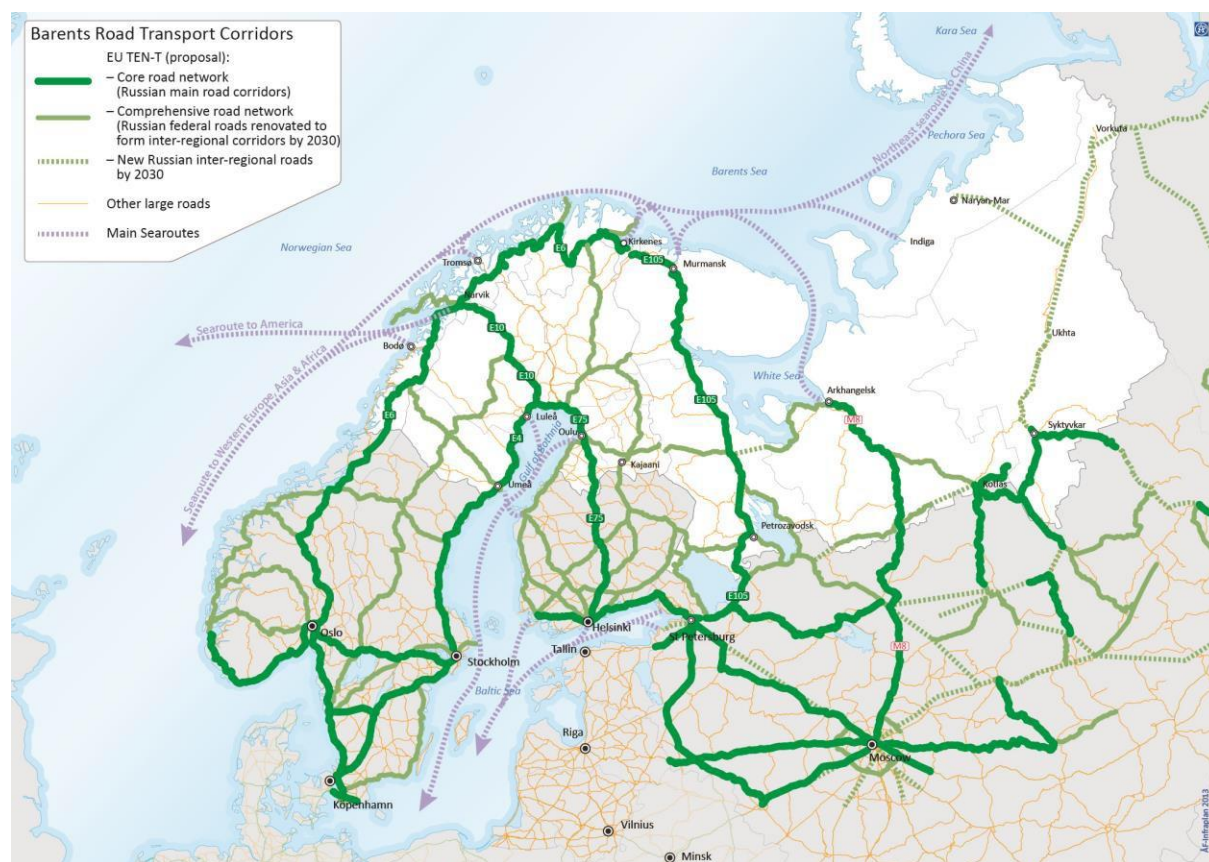 Barents Road Transport Corridors
EU TEN-T (proposal):
– Core road network
(Russian main road corridors)
– Comprehensive road network
(Russian federal roads renovated to
form inter-regional corridors by 2030)
– New Russian inter-regional roads
by 2030
Other large roads
Main Searoutes
Kara Sea
Northeast searoute to China
Pechora Sea
Vorkuta
Barents Sea
Naryan-Mar
Norwegian Sea
Indiga
Kirkenes
E6
E105
Tromsø
Murmansk
Narvik
Searoute to America
E10
Bodø
Ukhta
Searoute to Western Europe, Asia & Africa
E10
White Sea
Arkhangelsk
E105
E6
Luleå
E75
M8
Oulu
Syktyvkar
E4
Gulf of Bothnia
Kajaani
Umeå
Kotlas
E75
Petrozavodsk
E105
Oslo
Helsinki
St Petersburg
Tallin
Stockholm
M8
Baltic Sea
Riga
Moscow
Köpenhamn
Vilnius
Minsk
ÅF-Infraplan 2013